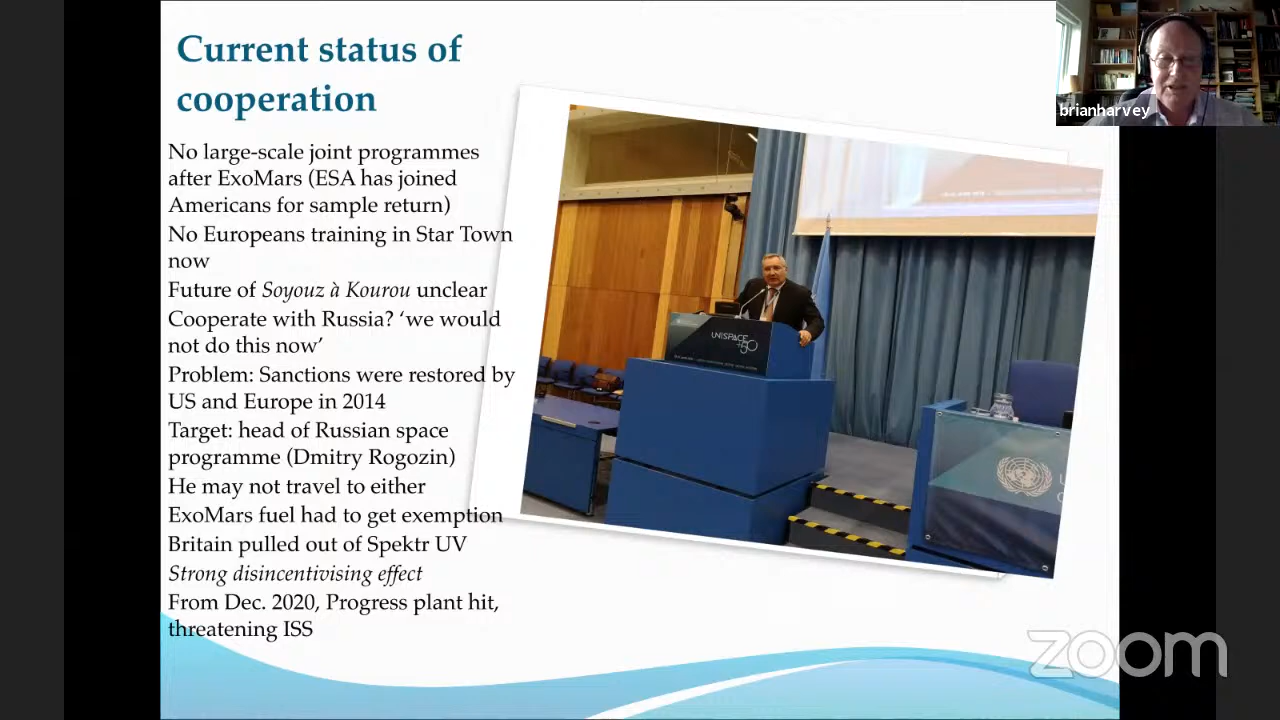 Current status of
cooperation
No large-scale joint programmes
after ExoMars (ESA has joined
Americans for sample return)
No Europeans training in Star Town
now
Future of Soyouz à Kourou unclear
Cooperate with Russia? ‘we would
not do this now’
Problem: Sanctions were restored by
US and Europe in 2014
Target: head of Russian space
programme (Dmitry Rogozin)
He may not travel to either
ExoMars fuel had to get exemption
Britain pulled out of Spektr UV
Strong disincentivising effect
From Dec. 2020, Progress plant hit,
threatening ISS
UNISPACE
+50
brianharvey
zoom